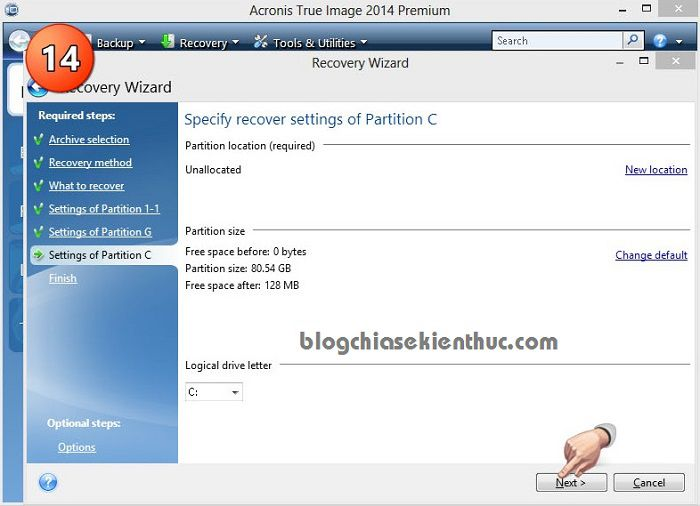 Acronis True Image 2014 Premium
14
Backup
Recovery
Tools & Utilities
Search
Recovery Wizard
Recovery Wizard
Required steps:
Archive selection
Recovery method
What to recover
Settings of Partition 1-1
Settings of Partition G
Settings of Partition C
Finish
Optional steps:
Options
Specify recover settings of Partition C
Partition location (required)
Unallocated
New location
Partition size
Free space before: 0 bytes
Change default
Partition size: 80.54 GB
Free space after: 128 MB
blogchiasekienthuc.com
Logical drive letter
C:
Next >
Cancel